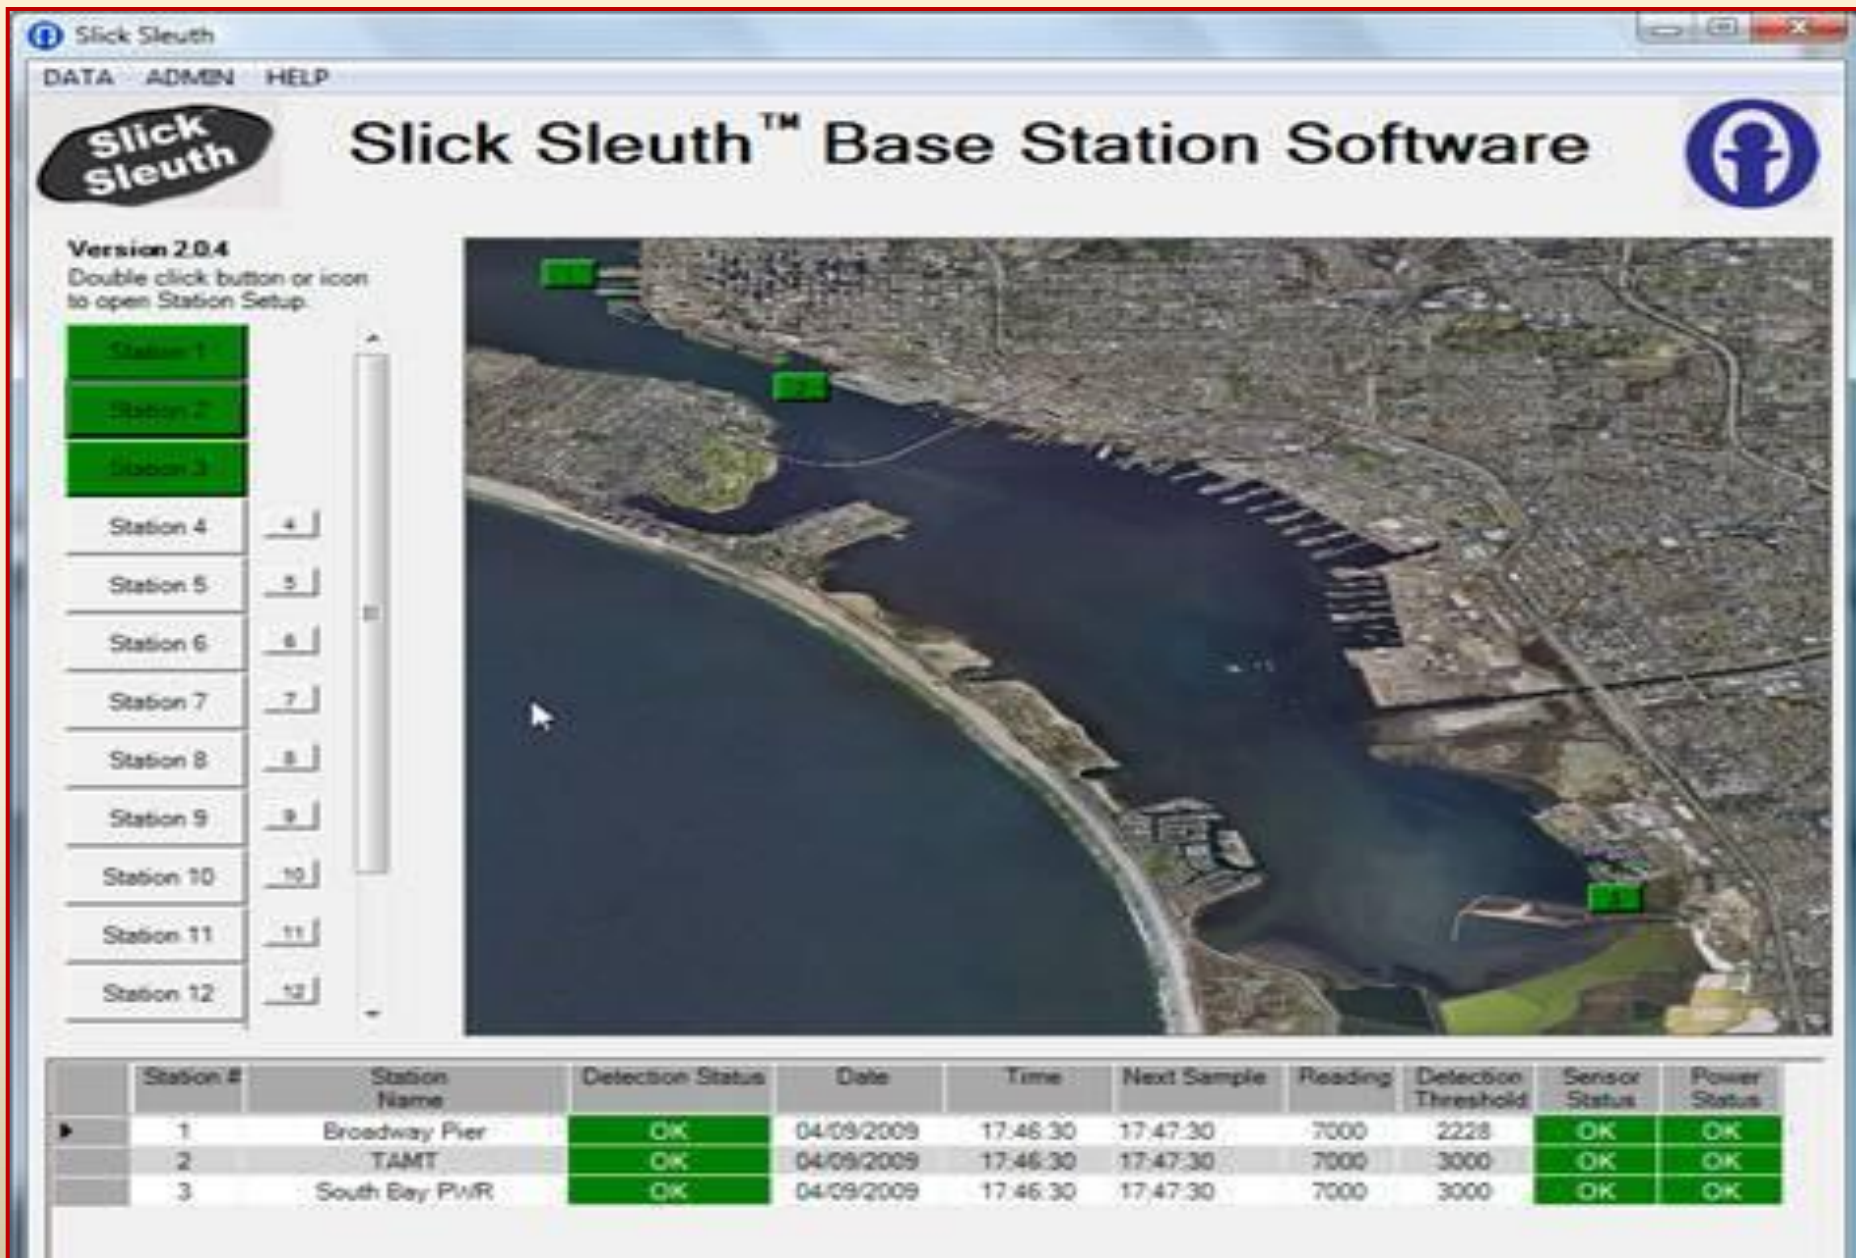 Slick Sleuth
DATA ADMIN HELP
Slick
Sleuth
Slick Sleuth™ Base Station Software
Version 2.0.4
Double click button or icon
to open Station Setup.
Station 1
Station 2
Station 3
Station 4 4
Station 5 5
Station 6 6
Station 7 7
Station 8 8
Station 9 9
Station 10 10
Station 11 11
Station 12 12
1
2
3
Station # Station Name Detection Status Date Time Next Sample Reading Detection Threshold Sensor Status Power Status
1 Broadway Pier OK 04/09/2009 17:46:30 17:47:30 7000 2228 OK OK
2 TAMT OK 04/09/2009 17:46:30 17:47:30 7000 3000 OK OK
3 South Bay PWR OK 04/09/2009 17:46:30 17:47:30 7000 3000 OK OK